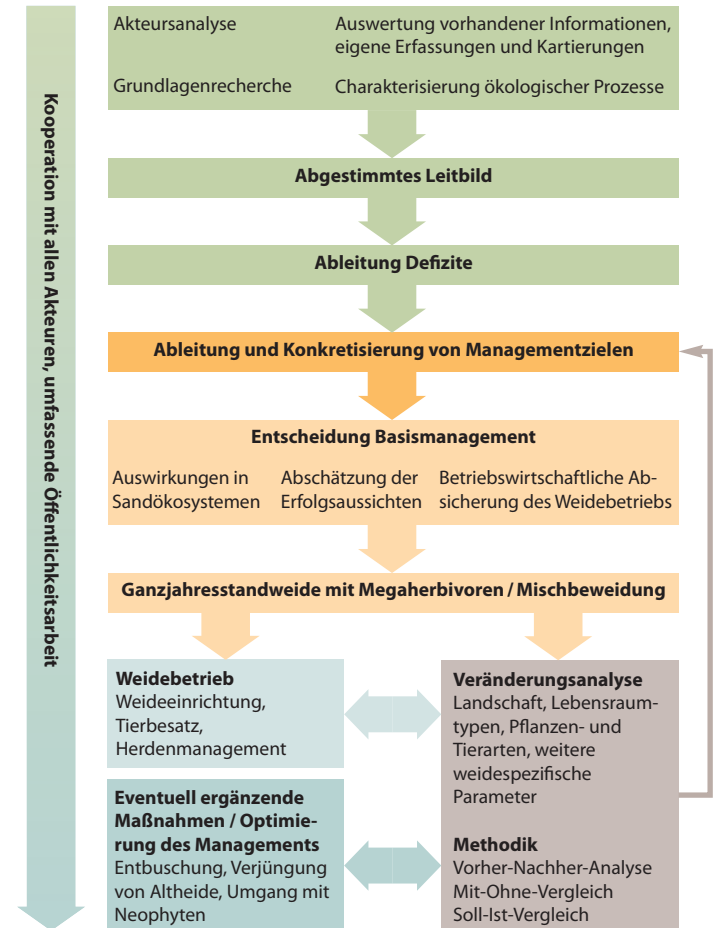 Kooperation mit allen Akteuren, umfassende Öffentlichkeitsarbeit
Akteursanalyse
Auswertung vorhandener Informationen,
eigene Erfassungen und Kartierungen
Grundlagenrecherche
Charakterisierung ökologischer Prozesse
Abgestimmtes Leitbild
Ableitung Defizite
Ableitung und Konkretisierung von Managementzielen
Entscheidung Basismanagement
Auswirkungen in
Sandökosystemen
Abschätzung der
Erfolgsaussichten
Betriebswirtschaftliche Ab-
sicherung des Weidebetriebs
Ganzjahresstandweide mit Megaherbivoren / Mischbeweidung
Weidebetrieb
Weideeinrichtung,
Tierbesatz,
Herdenmanagement
Veränderungsanalyse
Landschaft, Lebensraum-
typen, Pflanzen- und
Tierarten, weitere
weidespezifische
Parameter
Eventuell ergänzende
Maßnahmen / Optimie-
rung des Managements
Entbuschung, Verjüngung
von Altheide, Umgang mit
Neophyten
Methodik
Vorher-Nachher-Analyse
Mit-Ohne-Vergleich
Soll-Ist-Vergleich